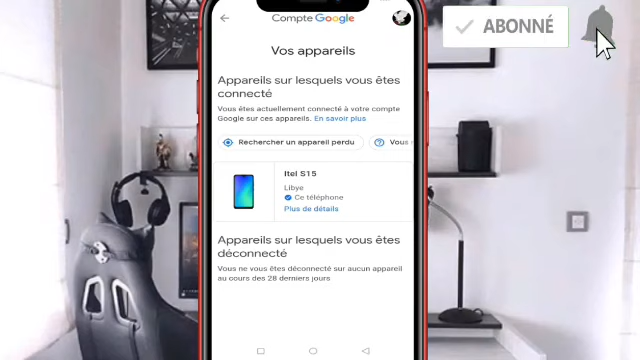 Compte Google
ABONNÉ
Vos appareils
Appareils sur lesquels vous êtes
connecté
Vous êtes actuellement connecté à votre compte
Google sur ces appareils. En savoir plus
Rechercher un appareil perdu
Vous
Itel S15
Libye
Ce téléphone
Plus de détails
Appareils sur lesquels vous êtes
déconnecté
Vous ne vous êtes déconnecté sur aucun appareil
au cours des 28 derniers jours